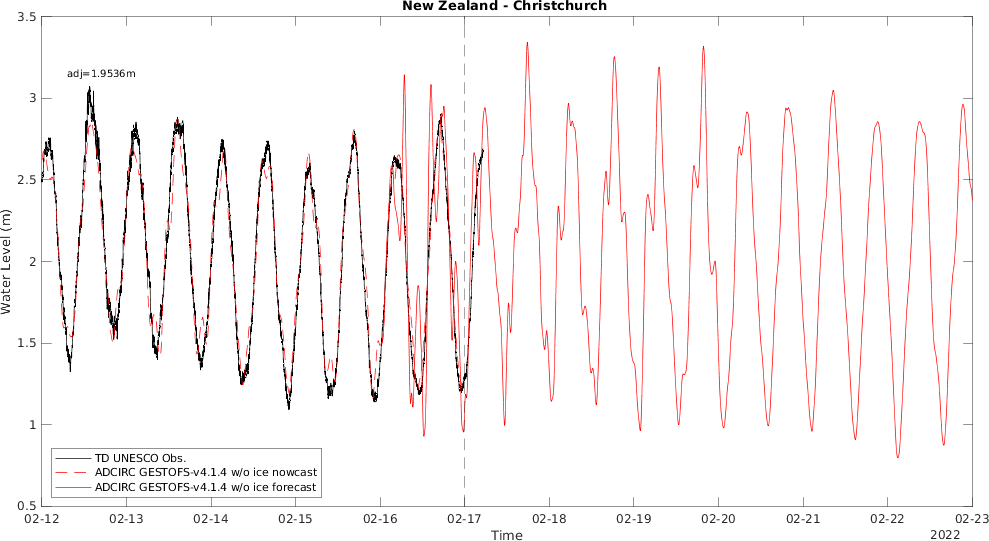 New Zealand - Christchurch
adj=1.9536m
3.5
3
2.5
2
1.5
1
0.5
Water Level (m)
TD UNESCO Obs.
ADCIRC GESTOFS-v4.1.4 w/o ice nowcast
ADCIRC GESTOFS-v4.1.4 w/o ice forecast
02-12 02-13 02-14 02-15 02-16 02-17 02-18 02-19 02-20 02-21 02-22 02-23
Time
2022